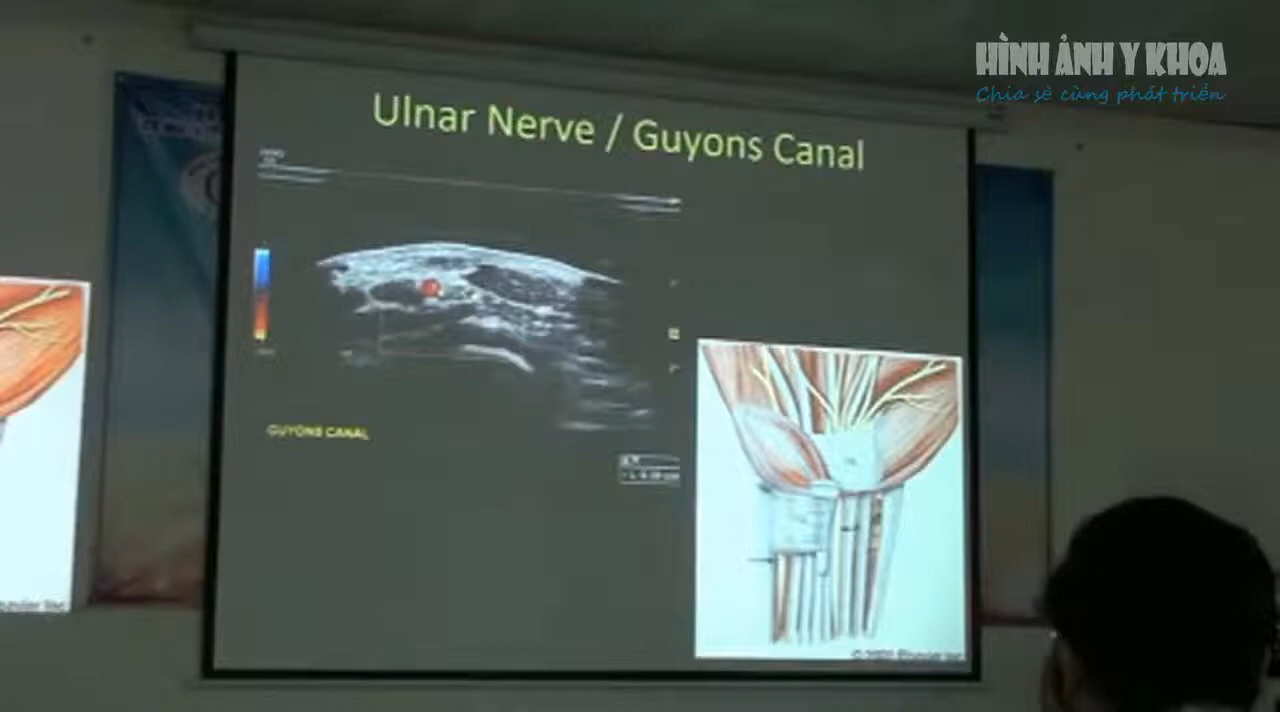 HÌNH ẢNH Y KHOA
Chia sẻ cùng phát triển
Ulnar Nerve / Guyons Canal
GUYONS CANAL